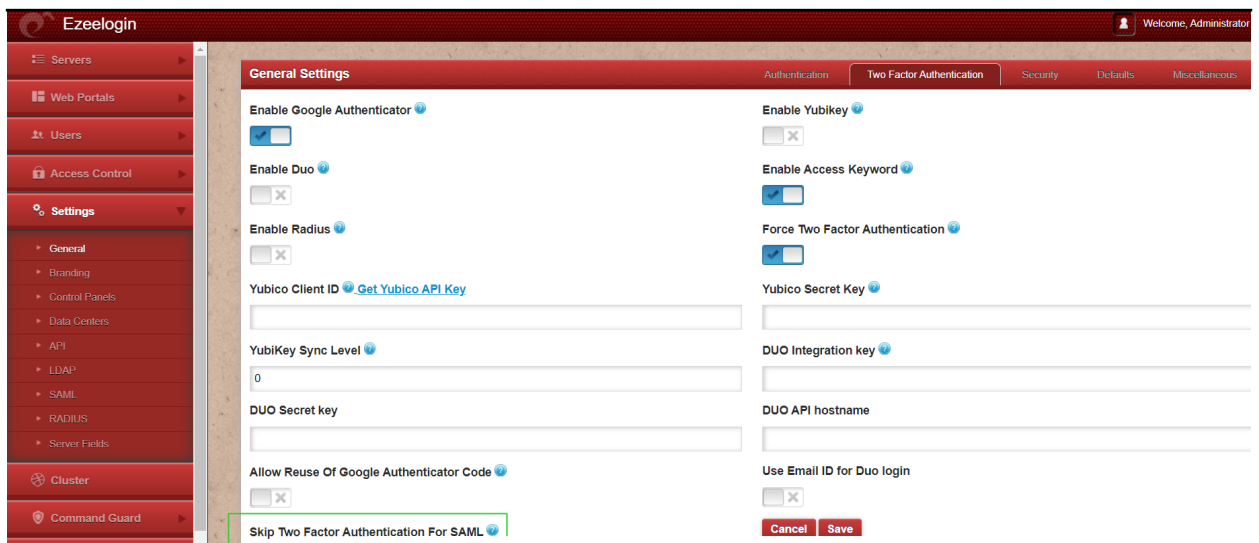 Ezeelogin
Welcome, Administrator
Servers
Web Portals
Users
Access Control
Settings
General
Branding
Control Panels
Data Centers
API
LDAP
SAML
RADIUS
Server Fields
Cluster
Command Guard
General Settings
Authentication Two Factor Authentication Security Defaults Miscellaneous
Enable Google Authenticator
Enable Yubikey
Enable Duo
Enable Access Keyword
Enable Radius
Force Two Factor Authentication
Yubico Client ID Get Yubico API Key
Yubico Secret Key
YubiKey Sync Level
0
DUO Integration key
DUO Secret key
DUO API hostname
Allow Reuse Of Google Authenticator Code
Use Email ID for Duo login
Skip Two Factor Authentication For SAML
Cancel Save